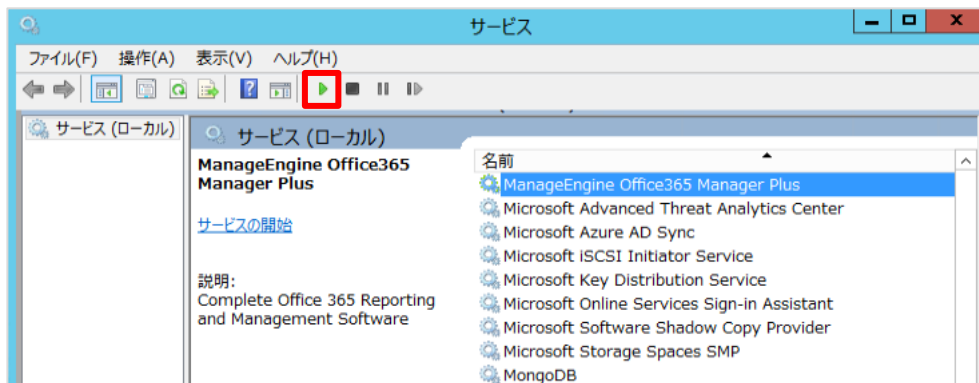 サービス
ファイル(F) 操作(A) 表示(V) ヘルプ(H)
サービス (ローカル)
サービス (ローカル)
ManageEngine Office365
Manager Plus
サービスの開始
説明:
Complete Office 365 Reporting
and Management Software
名前
ManageEngine Office365 Manager Plus
Microsoft Advanced Threat Analytics Center
Microsoft Azure AD Sync
Microsoft iSCSI Initiator Service
Microsoft Key Distribution Service
Microsoft Online Services Sign-in Assistant
Microsoft Software Shadow Copy Provider
Microsoft Storage Spaces SMP
MongoDB